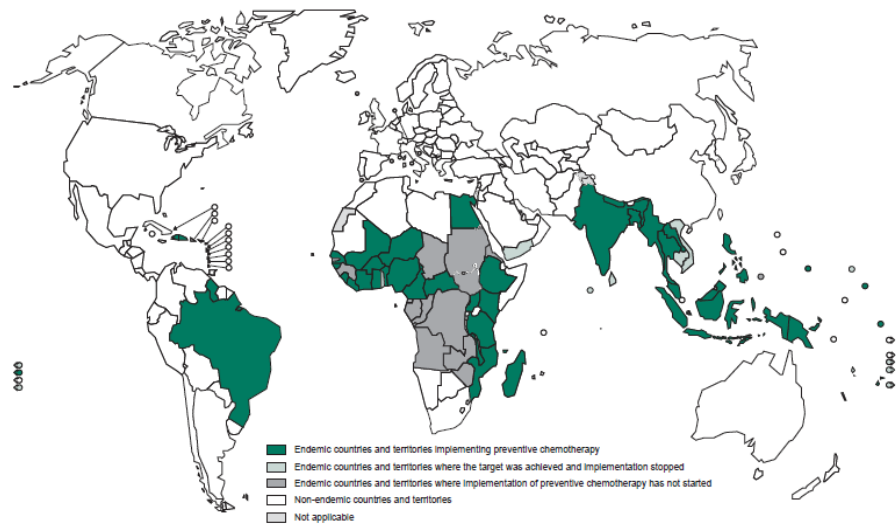 Endemic countries and territories implementing preventive chemotherapy
Endemic countries and territories where the target was achieved and implementation stopped
Endemic countries and territories where implementation of preventive chemotherapy has not started
Non-endemic countries and territories
Not applicable